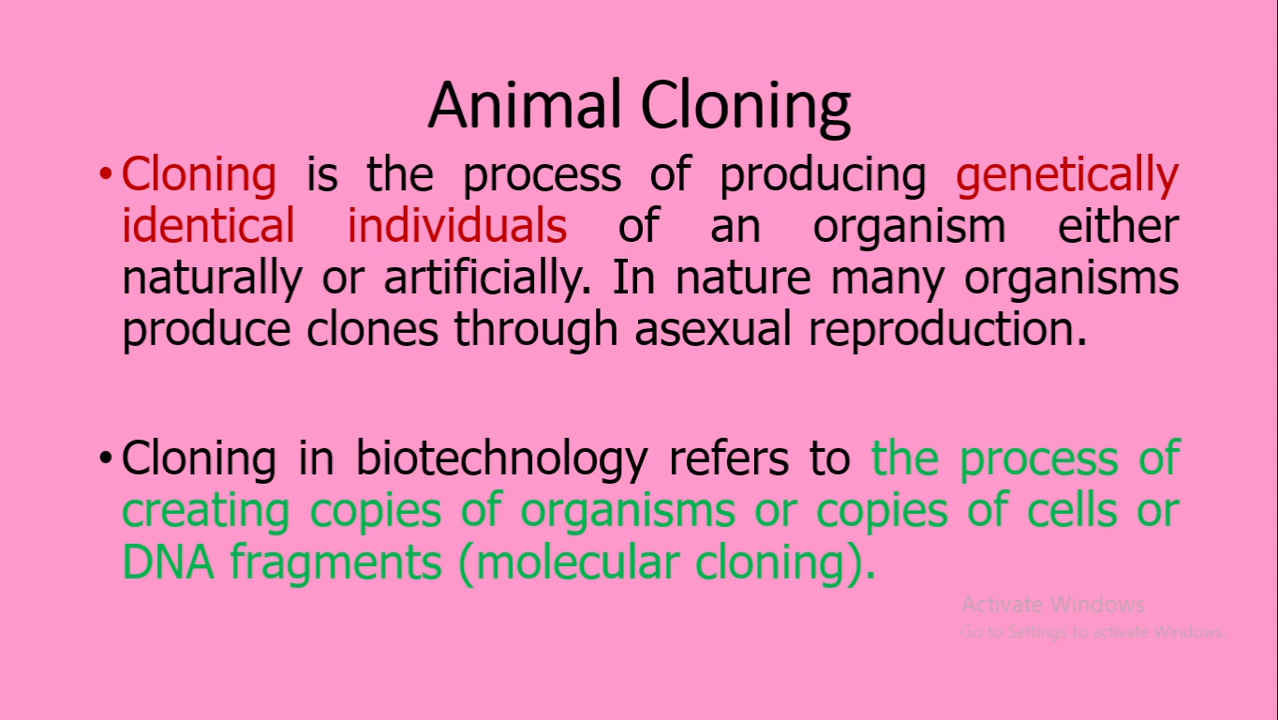 Animal Cloning
• Cloning is the process of producing genetically
identical individuals of an organism either
naturally or artificially. In nature many organisms
produce clones through asexual reproduction.
• Cloning in biotechnology refers to the process of
creating copies of organisms or copies of cells or
DNA fragments (molecular cloning).
Activate Windows
Go to Settings to activate Windows.